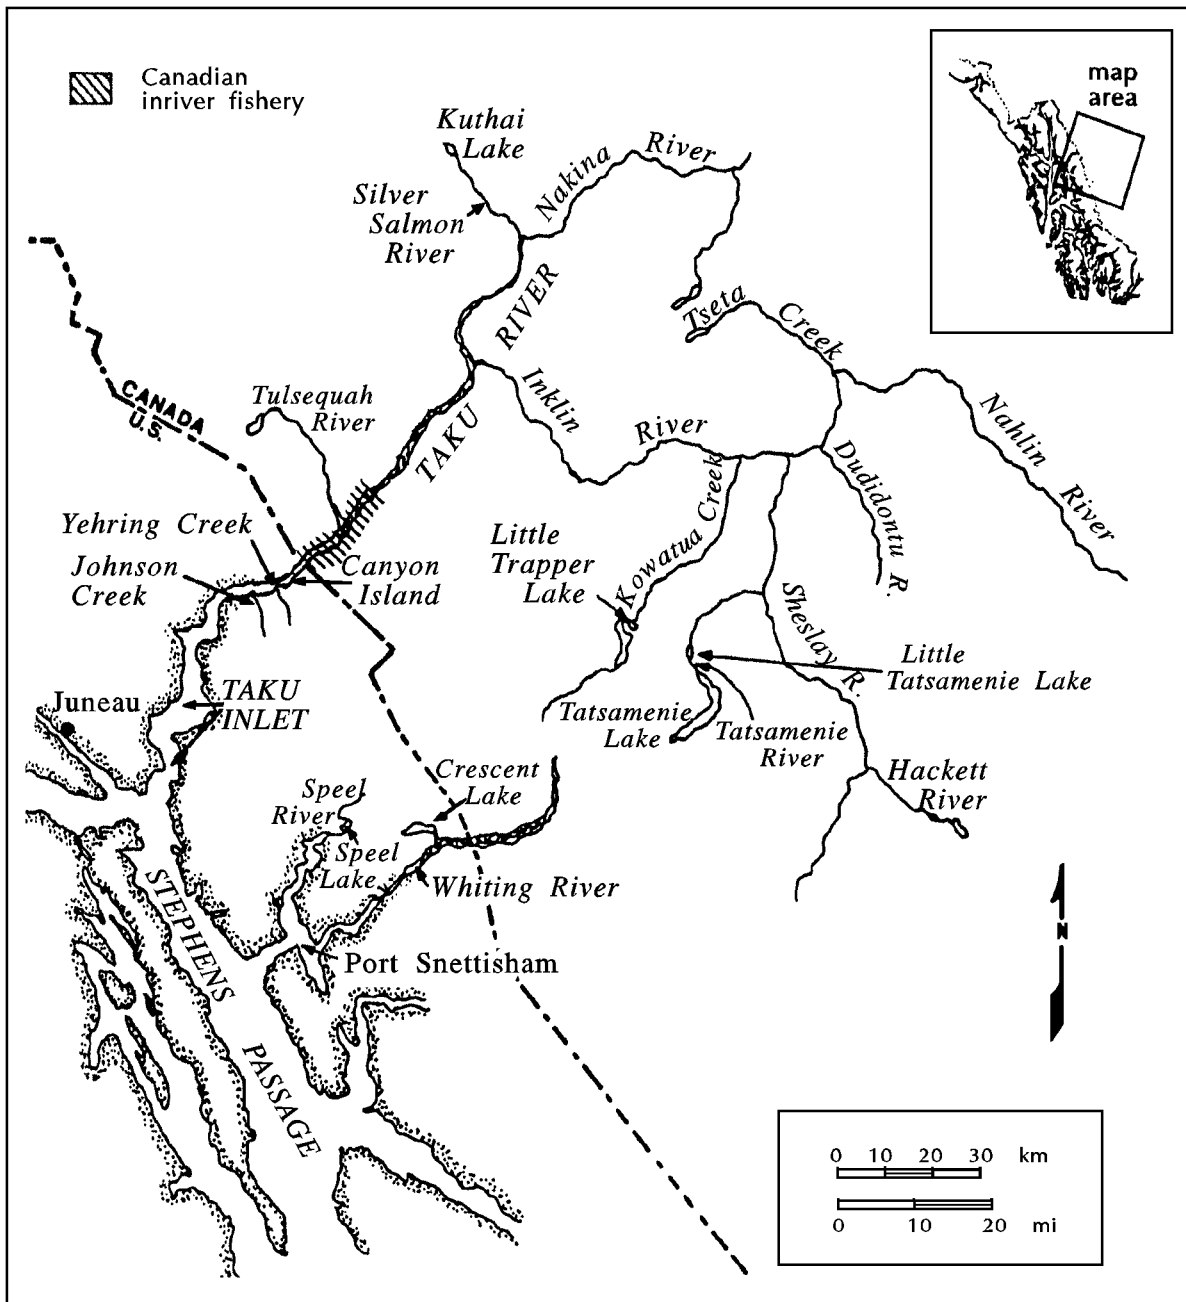 Canadian
inriver fishery
map
area
Kuthai
Lake
Nakina River
Silver
Salmon
River
TAKU RIVER
Tseta Creek
CANADA
U.S.
Tulsequah
River
Inklin River
Nahlin River
Dudidontu R.
Kowatua Creek
Yehring Creek
Johnson
Creek
Canyon
Island
Little
Trapper
Lake
Sheslay R.
Little
Tatsamenie Lake
Juneau
TAKU
INLET
Tatsamenie
Lake
Tatsamenie
River
Hackett
River
Crescent
Lake
Speel
River
Speel
Lake
Whiting River
Port Snettisham
STEPHENS PASSAGE
N
0 10 20 30 km
0 10 20 mi